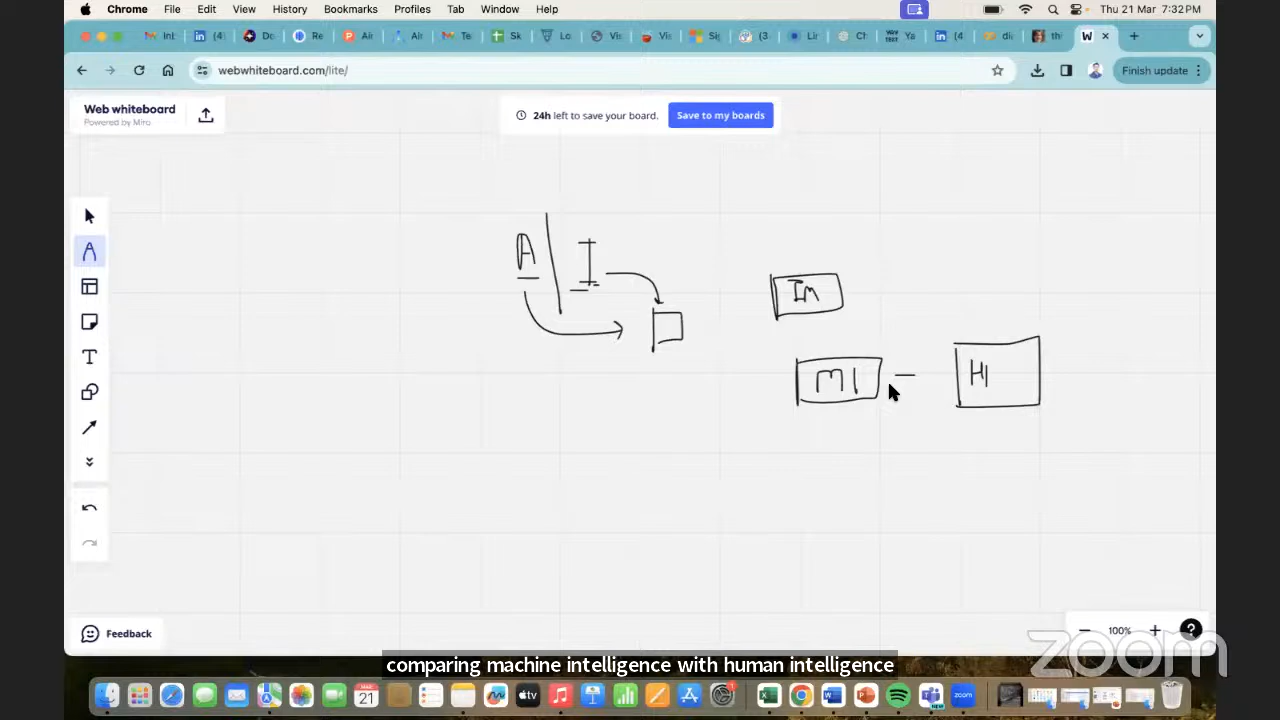 Chrome File Edit View History Bookmarks Profiles Tab Window Help Thu 21 Mar 7:32 PM
webwhiteboard.com/lite/
Finish update
Web whiteboard
Powered by Miro
24h left to save your board.
Save to my boards
A I
Im
MI HI
100%
Feedback
zoom
comparing machine intelligence with human intelligence